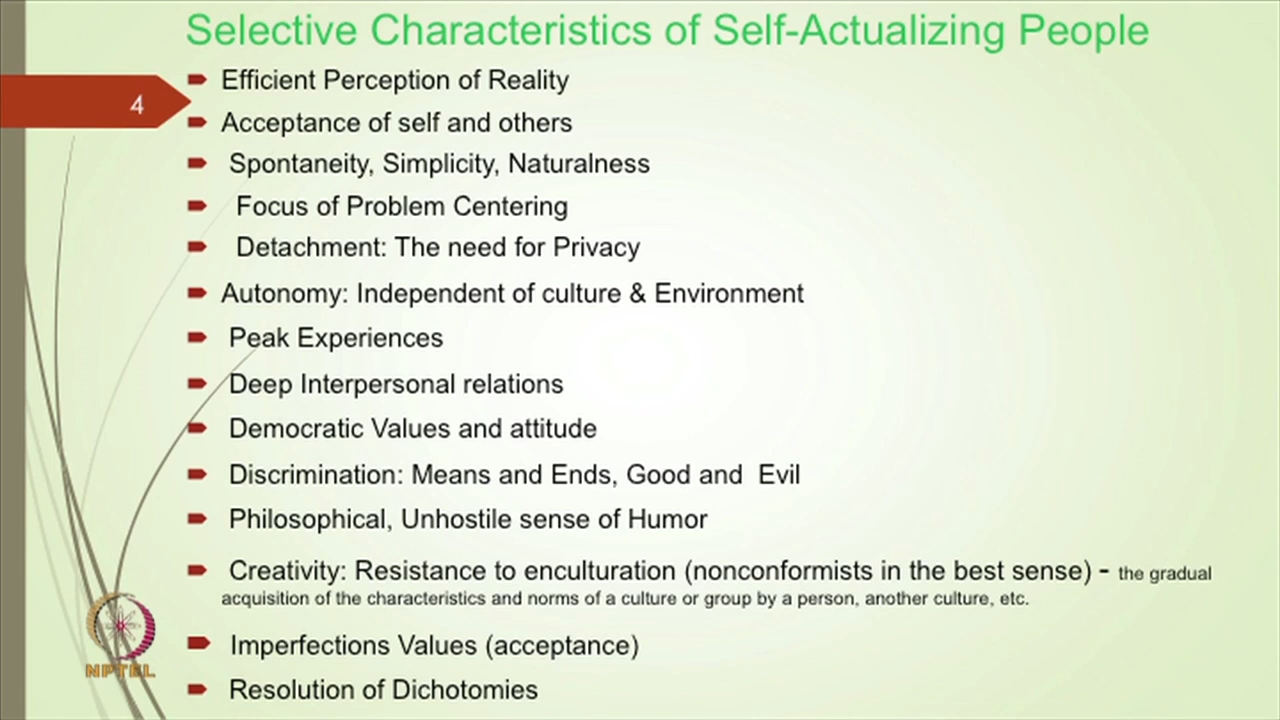 Selective Characteristics of Self-Actualizing People
4
Efficient Perception of Reality
Acceptance of self and others
Spontaneity, Simplicity, Naturalness
Focus of Problem Centering
Detachment: The need for Privacy
Autonomy: Independent of culture & Environment
Peak Experiences
Deep Interpersonal relations
Democratic Values and attitude
Discrimination: Means and Ends, Good and Evil
Philosophical, Unhostile sense of Humor
Creativity: Resistance to enculturation (nonconformists in the best sense) - the gradual
acquisition of the characteristics and norms of a culture or group by a person, another culture, etc.
Imperfections Values (acceptance)
Resolution of Dichotomies
NPTEL